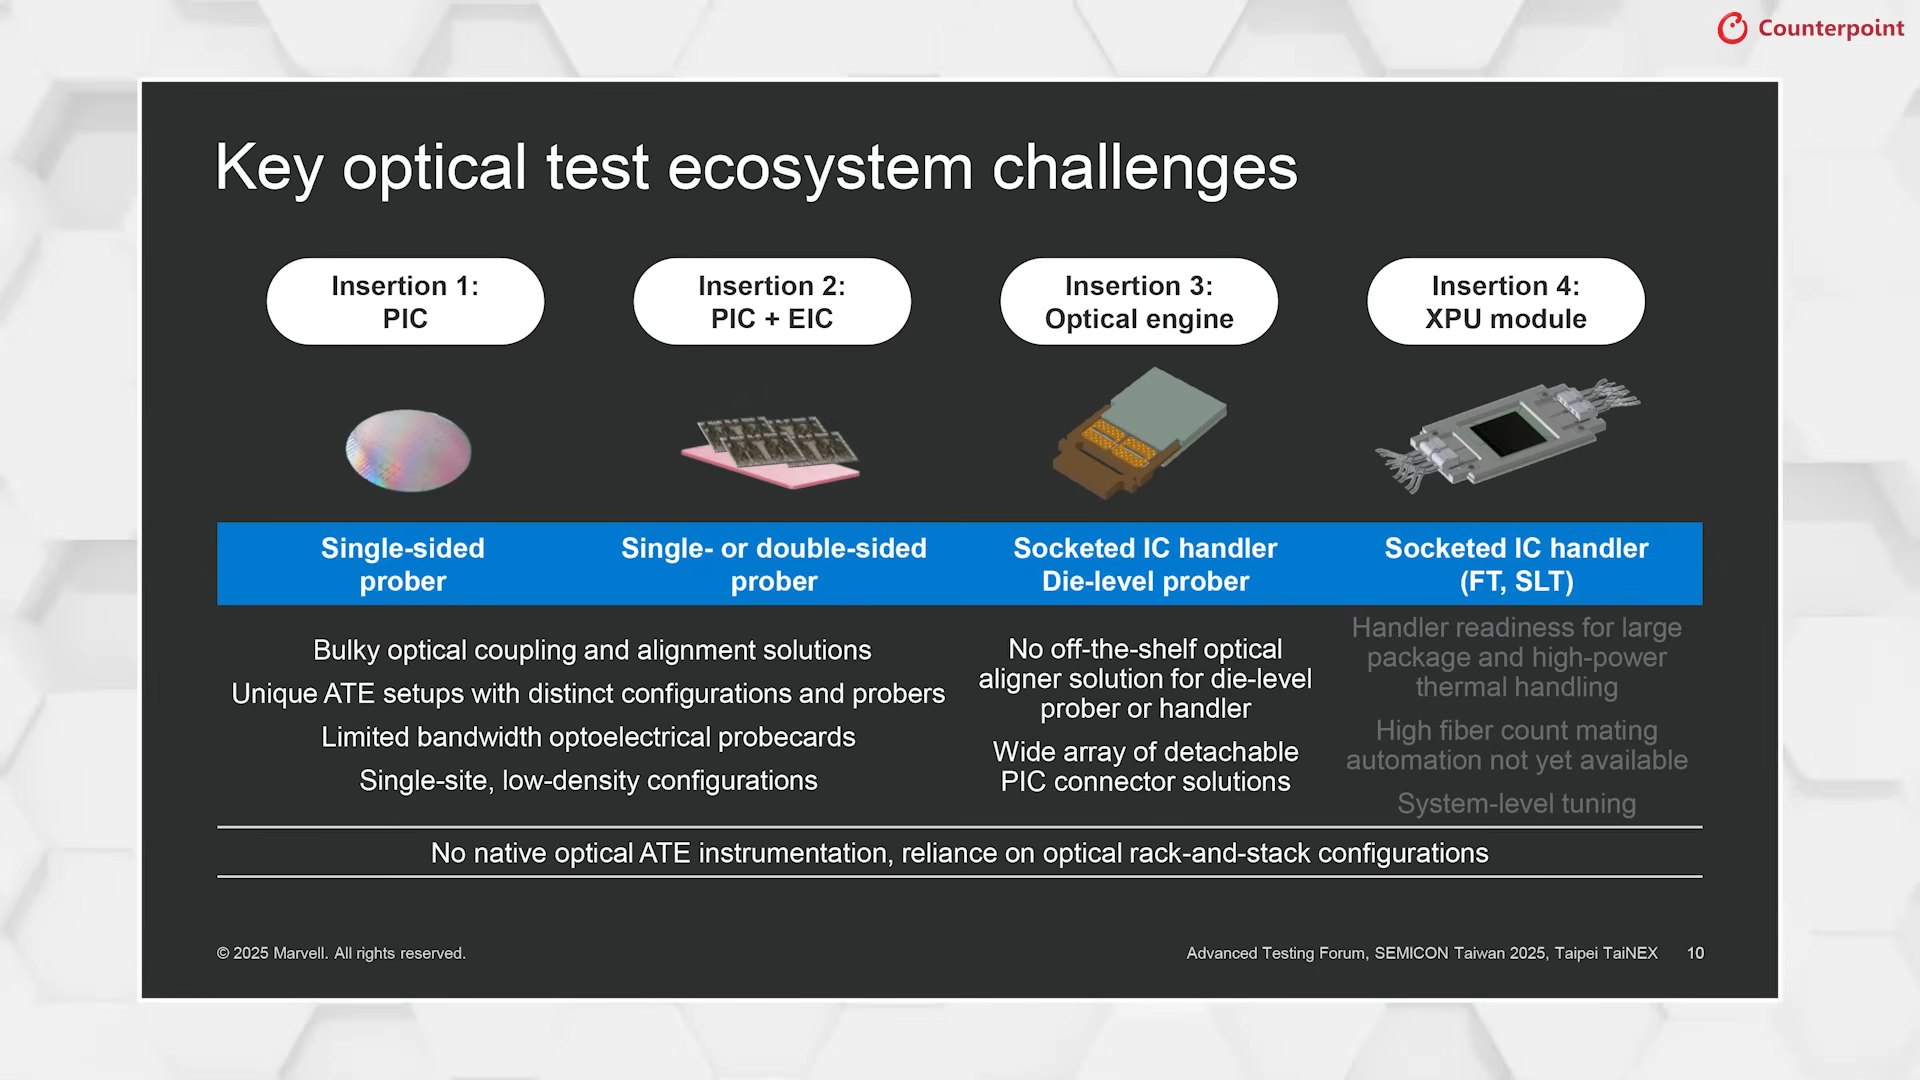 Counterpoint
Key optical test ecosystem challenges
Insertion 1:
PIC
Insertion 2:
PIC + EIC
Insertion 3:
Optical engine
Insertion 4:
XPU module
Single-sided
prober
Single- or double-sided
prober
Socketed IC handler
Die-level prober
Socketed IC handler
(FT, SLT)
Bulky optical coupling and alignment solutions
Unique ATE setups with distinct configurations and probers
Limited bandwidth optoelectrical probecards
Single-site, low-density configurations
No off-the-shelf optical
aligner solution for die-level
prober or handler
Wide array of detachable
PIC connector solutions
Handler readiness for large
package and high-power
thermal handling
High fiber count mating
automation not yet available
System-level tuning
No native optical ATE instrumentation, reliance on optical rack-and-stack configurations
© 2025 Marvell. All rights reserved.
Advanced Testing Forum, SEMICON Taiwan 2025, Taipei TaiNEX
10